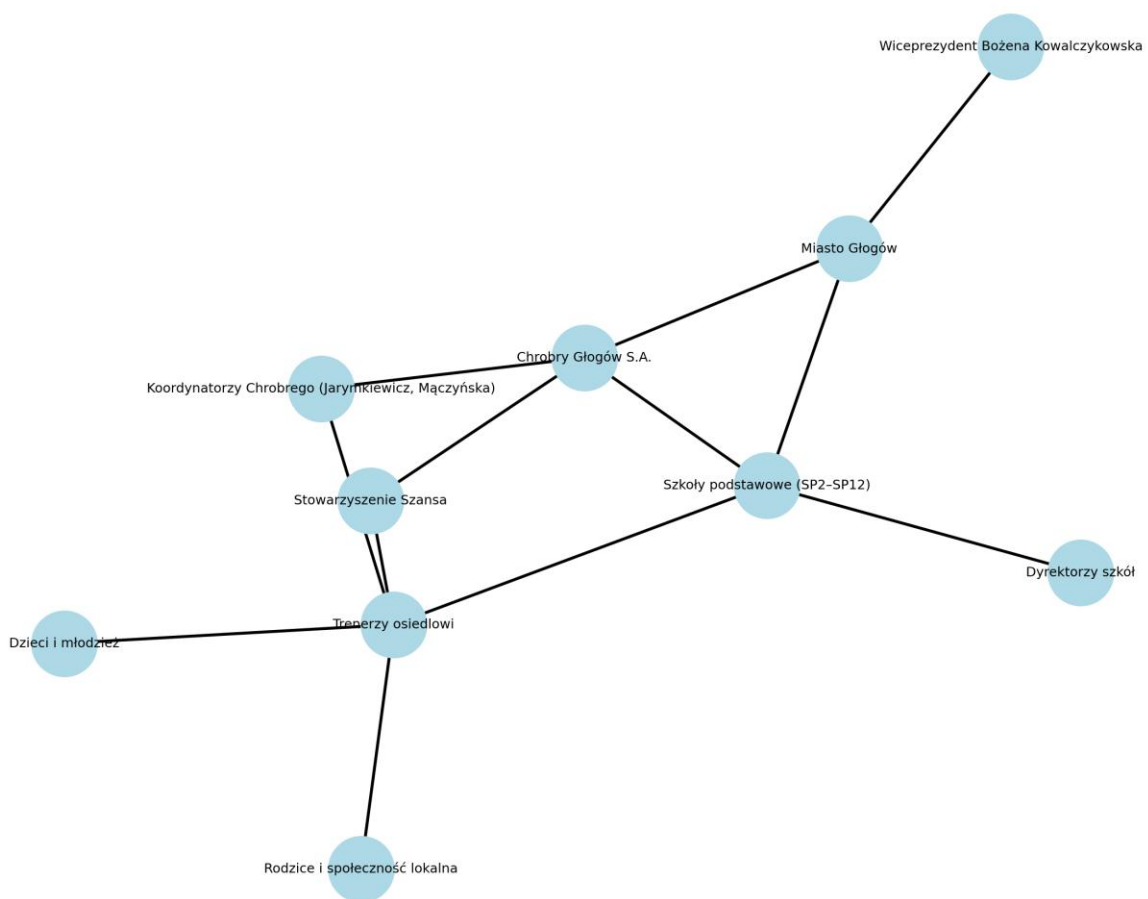 Wiceprezydent Bożena Kowalczykowska
Miasto Głogów
Chrobry Głogów S.A.
Koordynatorzy Chrobrego (Jarymkiewicz, Mączyńska)
Szkoły podstawowe (SP2–SP12)
Stowarzyszenie Szansa
Dyrektorzy szkół
Trenerzy osiedlowi
Dzieci i młodzież
Rodzice i społeczność lokalna